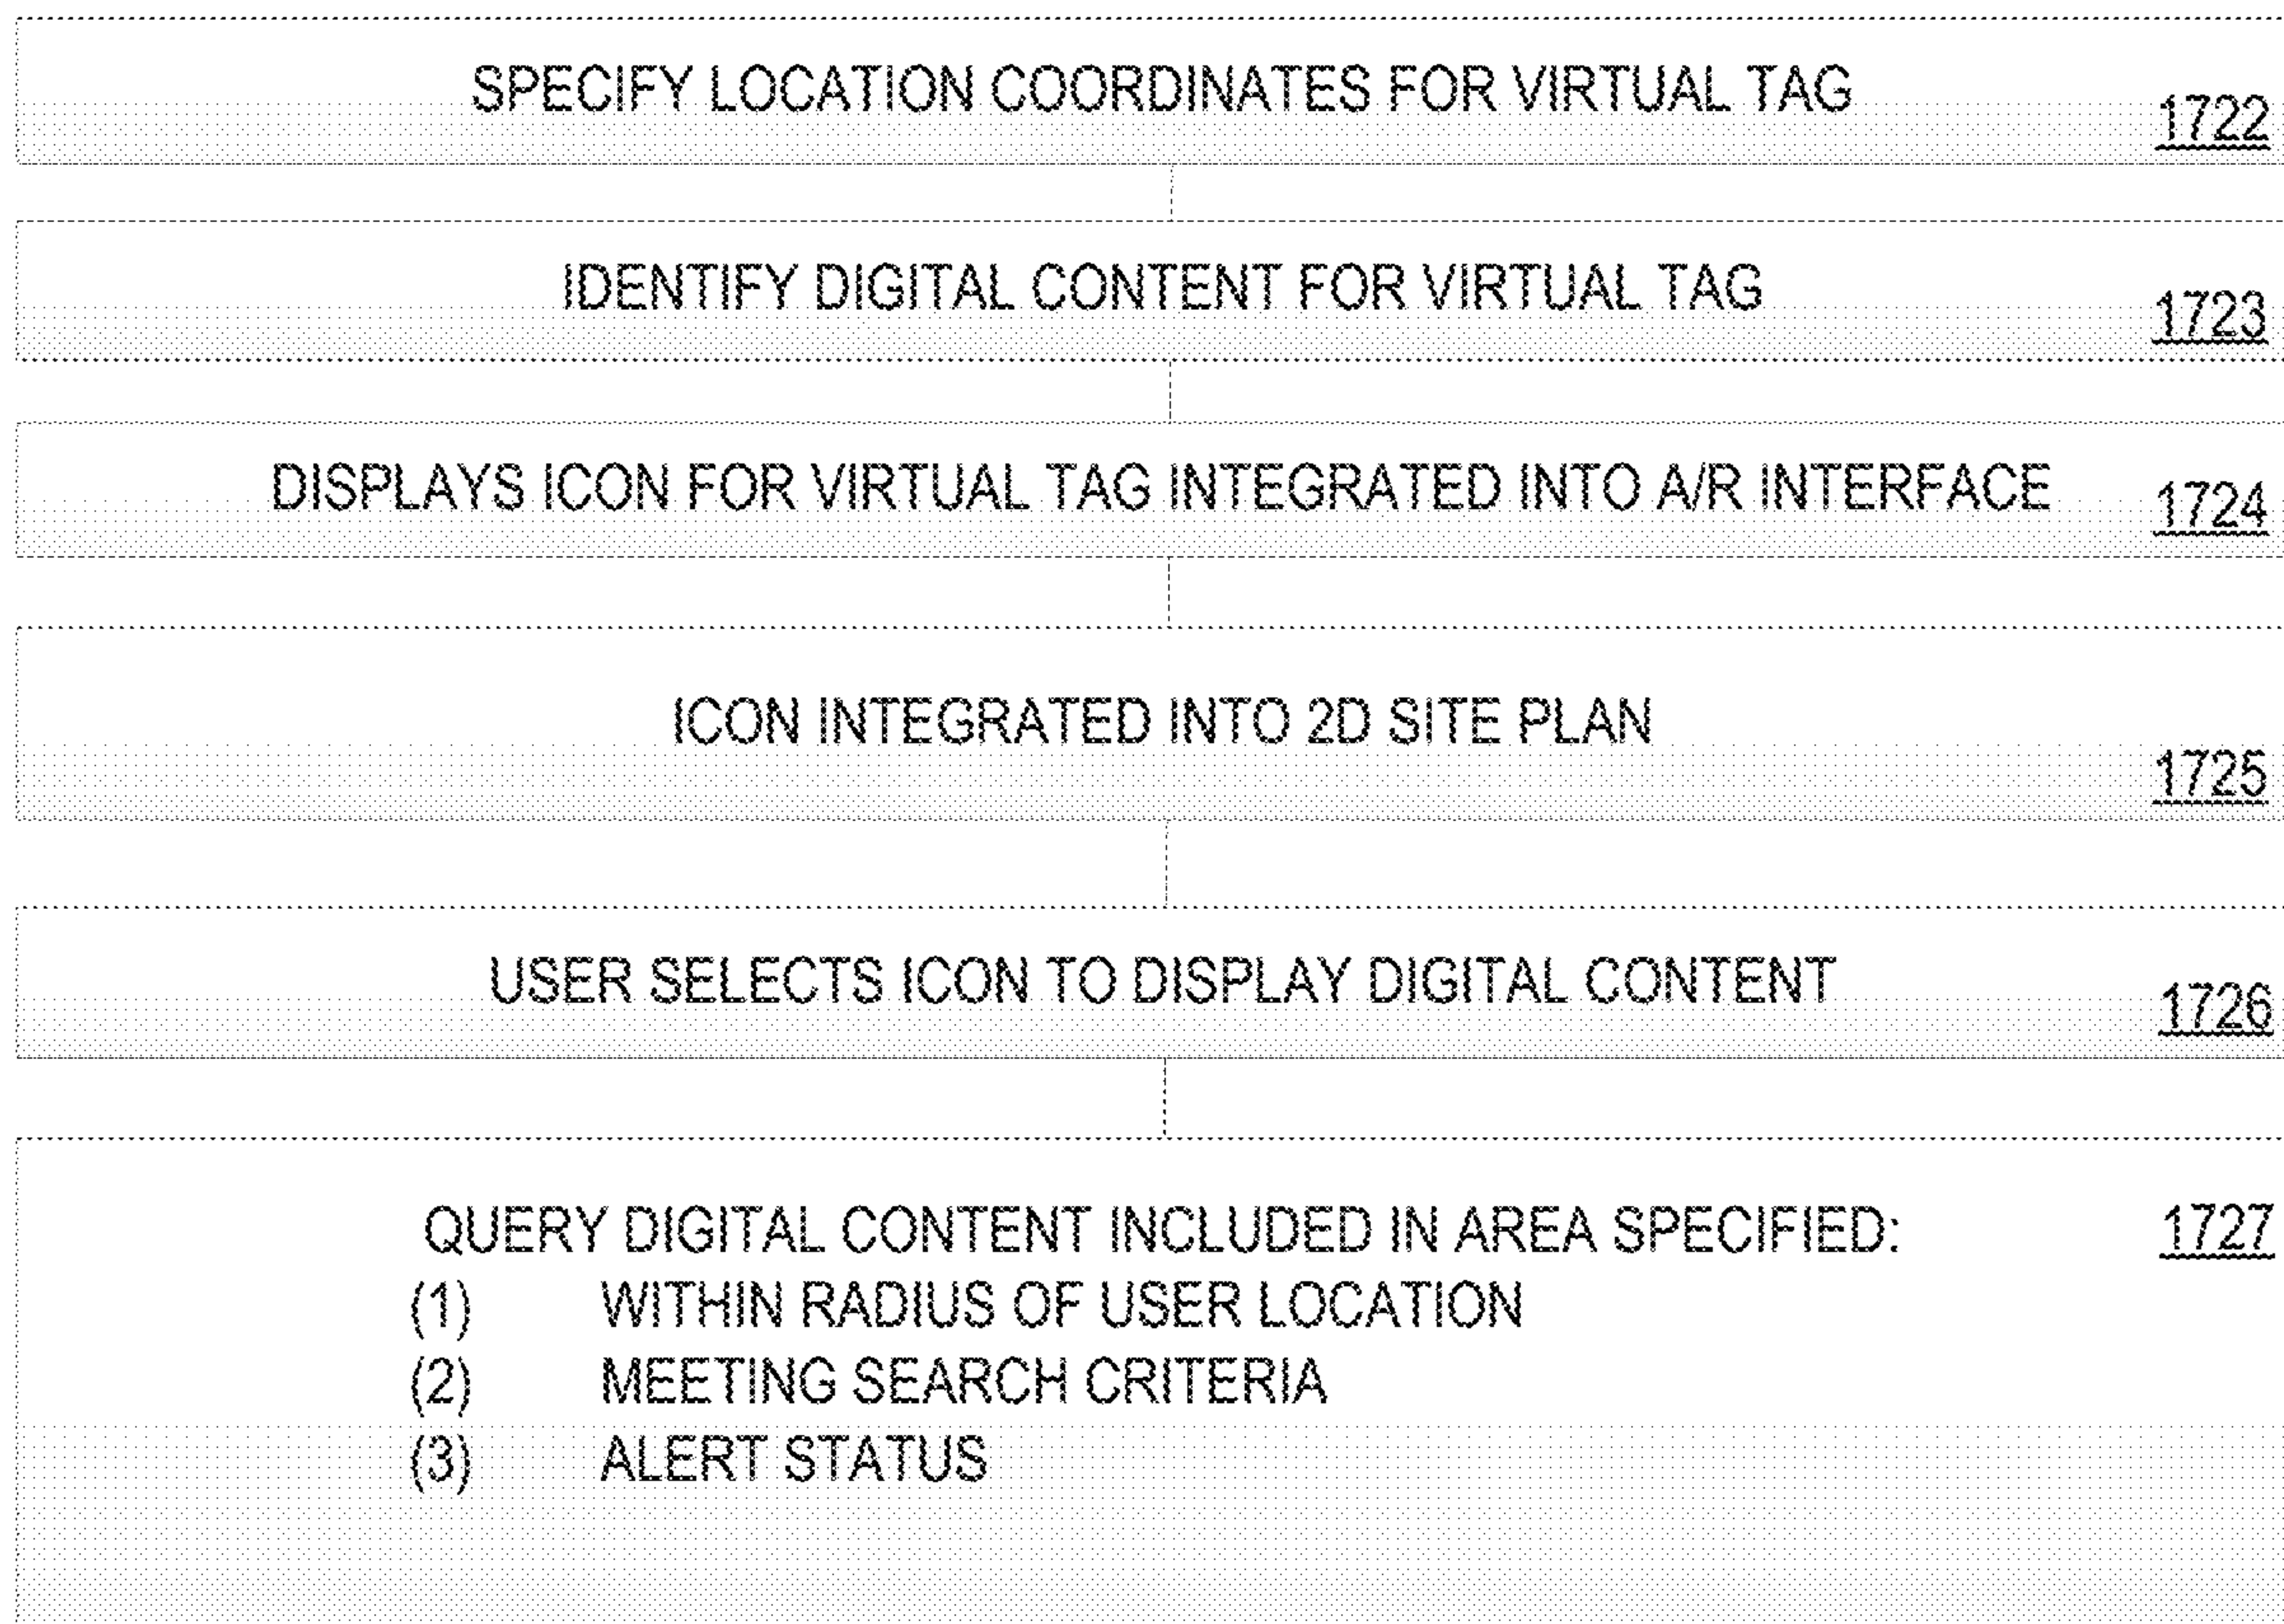 SPECIFY LOCATION COORDINATES FOR VIRTUAL TAG
1722
IDENTIFY DIGITAL CONTENT FOR VIRTUAL TAG
1723
DISPLAYS ICON FOR VIRTUAL TAG INTEGRATED INTO A/R INTERFACE
1724
ICON INTEGRATED INTO 2D SITE PLAN
1725
USER SELECTS ICON TO DISPLAY DIGITAL CONTENT
1726
QUERY DIGITAL CONTENT INCLUDED IN AREA SPECIFIED:
1727
(1) WITHIN RADIUS OF USER LOCATION
(2) MEETING SEARCH CRITERIA
(3) ALERT STATUS